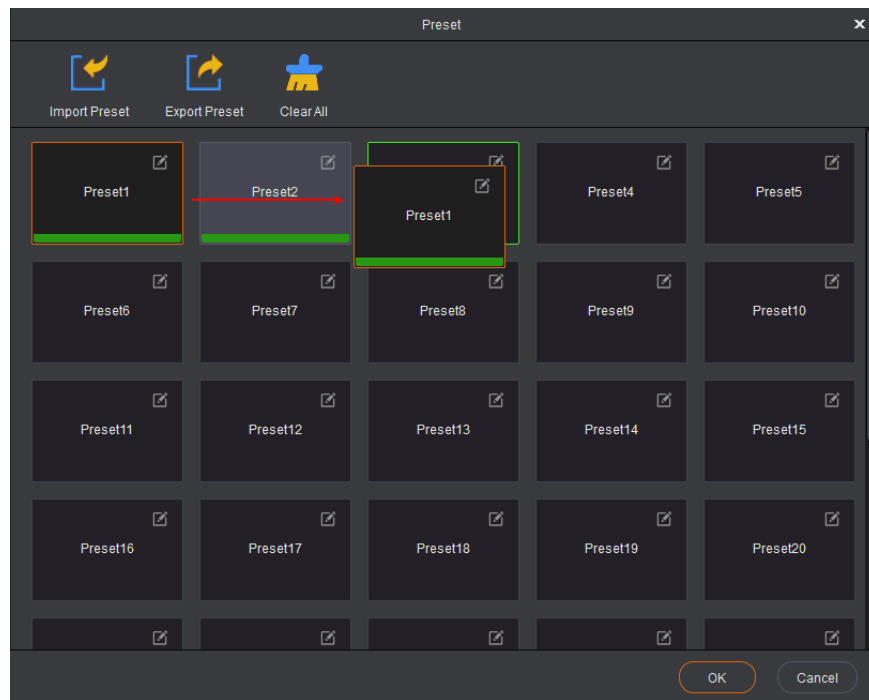 Preset
Import Preset Export Preset Clear All
Preset1 Preset2 Preset1 Preset4 Preset5
Preset6 Preset7 Preset8 Preset9 Preset10
Preset11 Preset12 Preset13 Preset14 Preset15
Preset16 Preset17 Preset18 Preset19 Preset20
OK Cancel